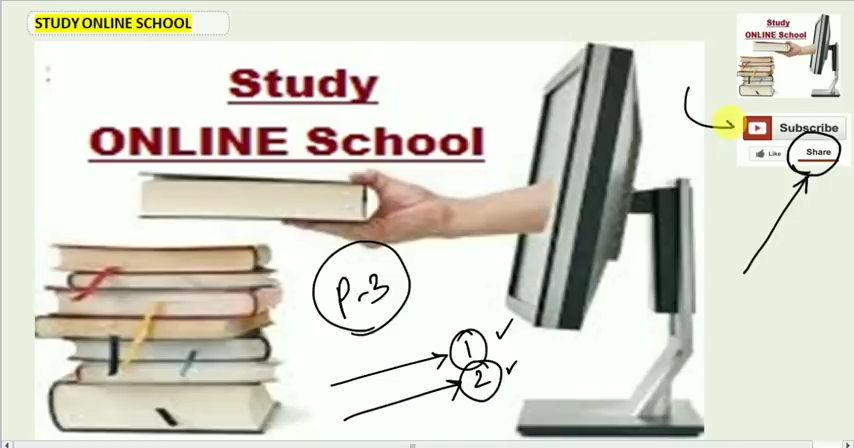 STUDY ONLINE SCHOOL
Study
ONLINE School
Study
ONLINE School
Subscribe
Like
Share
P-3
1
2